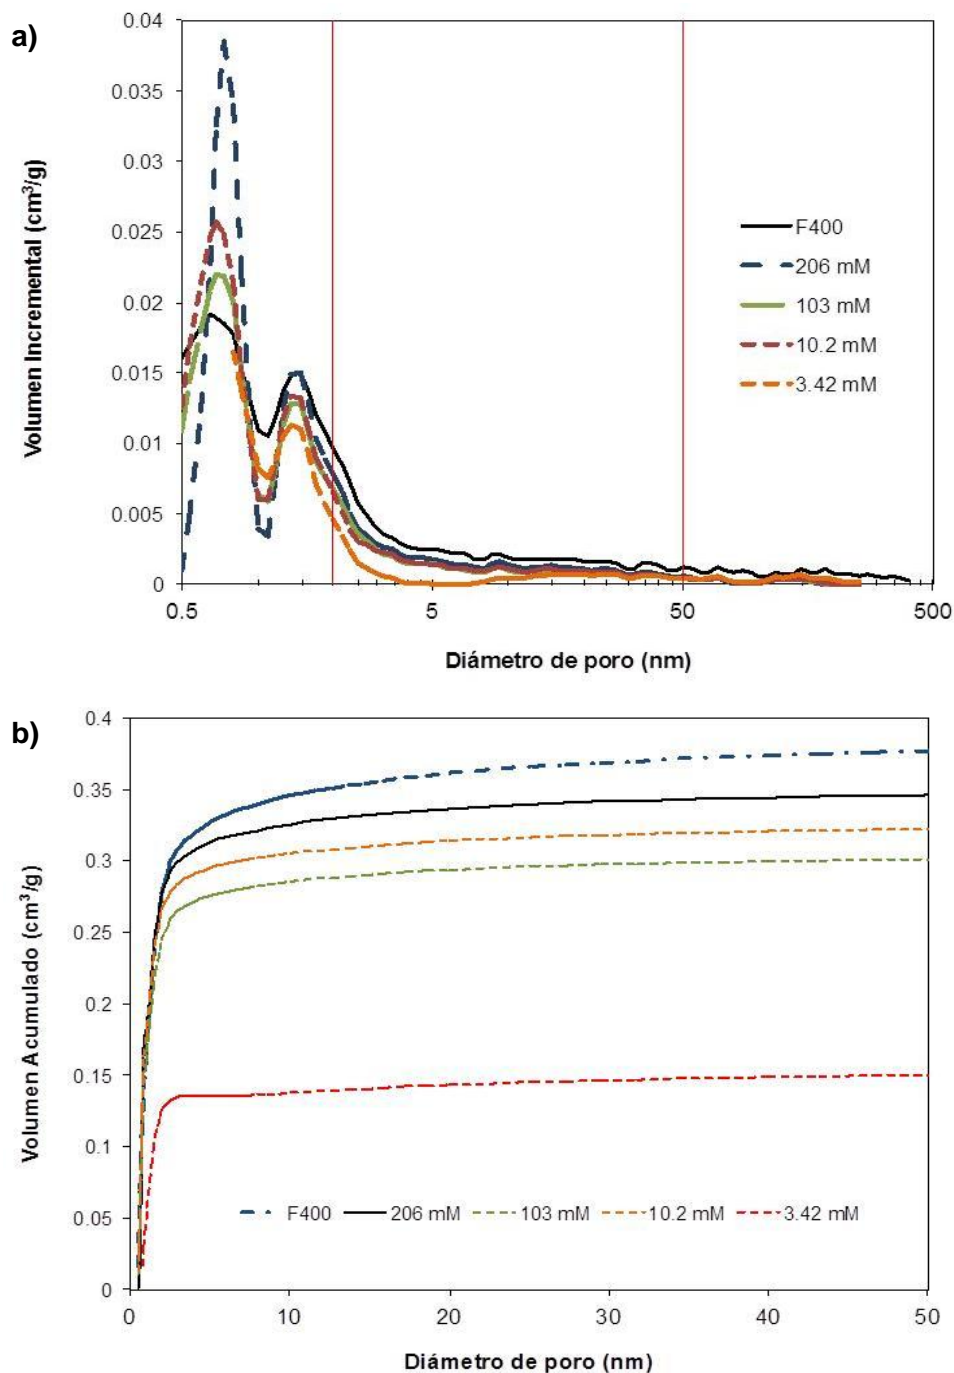 a)
Volumen Incremental (cm³/g)
0.04
0.035
0.03
0.025
0.02
0.015
0.01
0.005
0
F400
206 mM
103 mM
10.2 mM
3.42 mM
0.5
5
50
500
Diámetro de poro (nm)
b)
Volumen Acumulado (cm³/g)
0.4
0.35
0.3
0.25
0.2
0.15
0.1
0.05
0
F400 206 mM 103 mM 10.2 mM 3.42 mM
0
10
20
30
40
50
Diámetro de poro (nm)